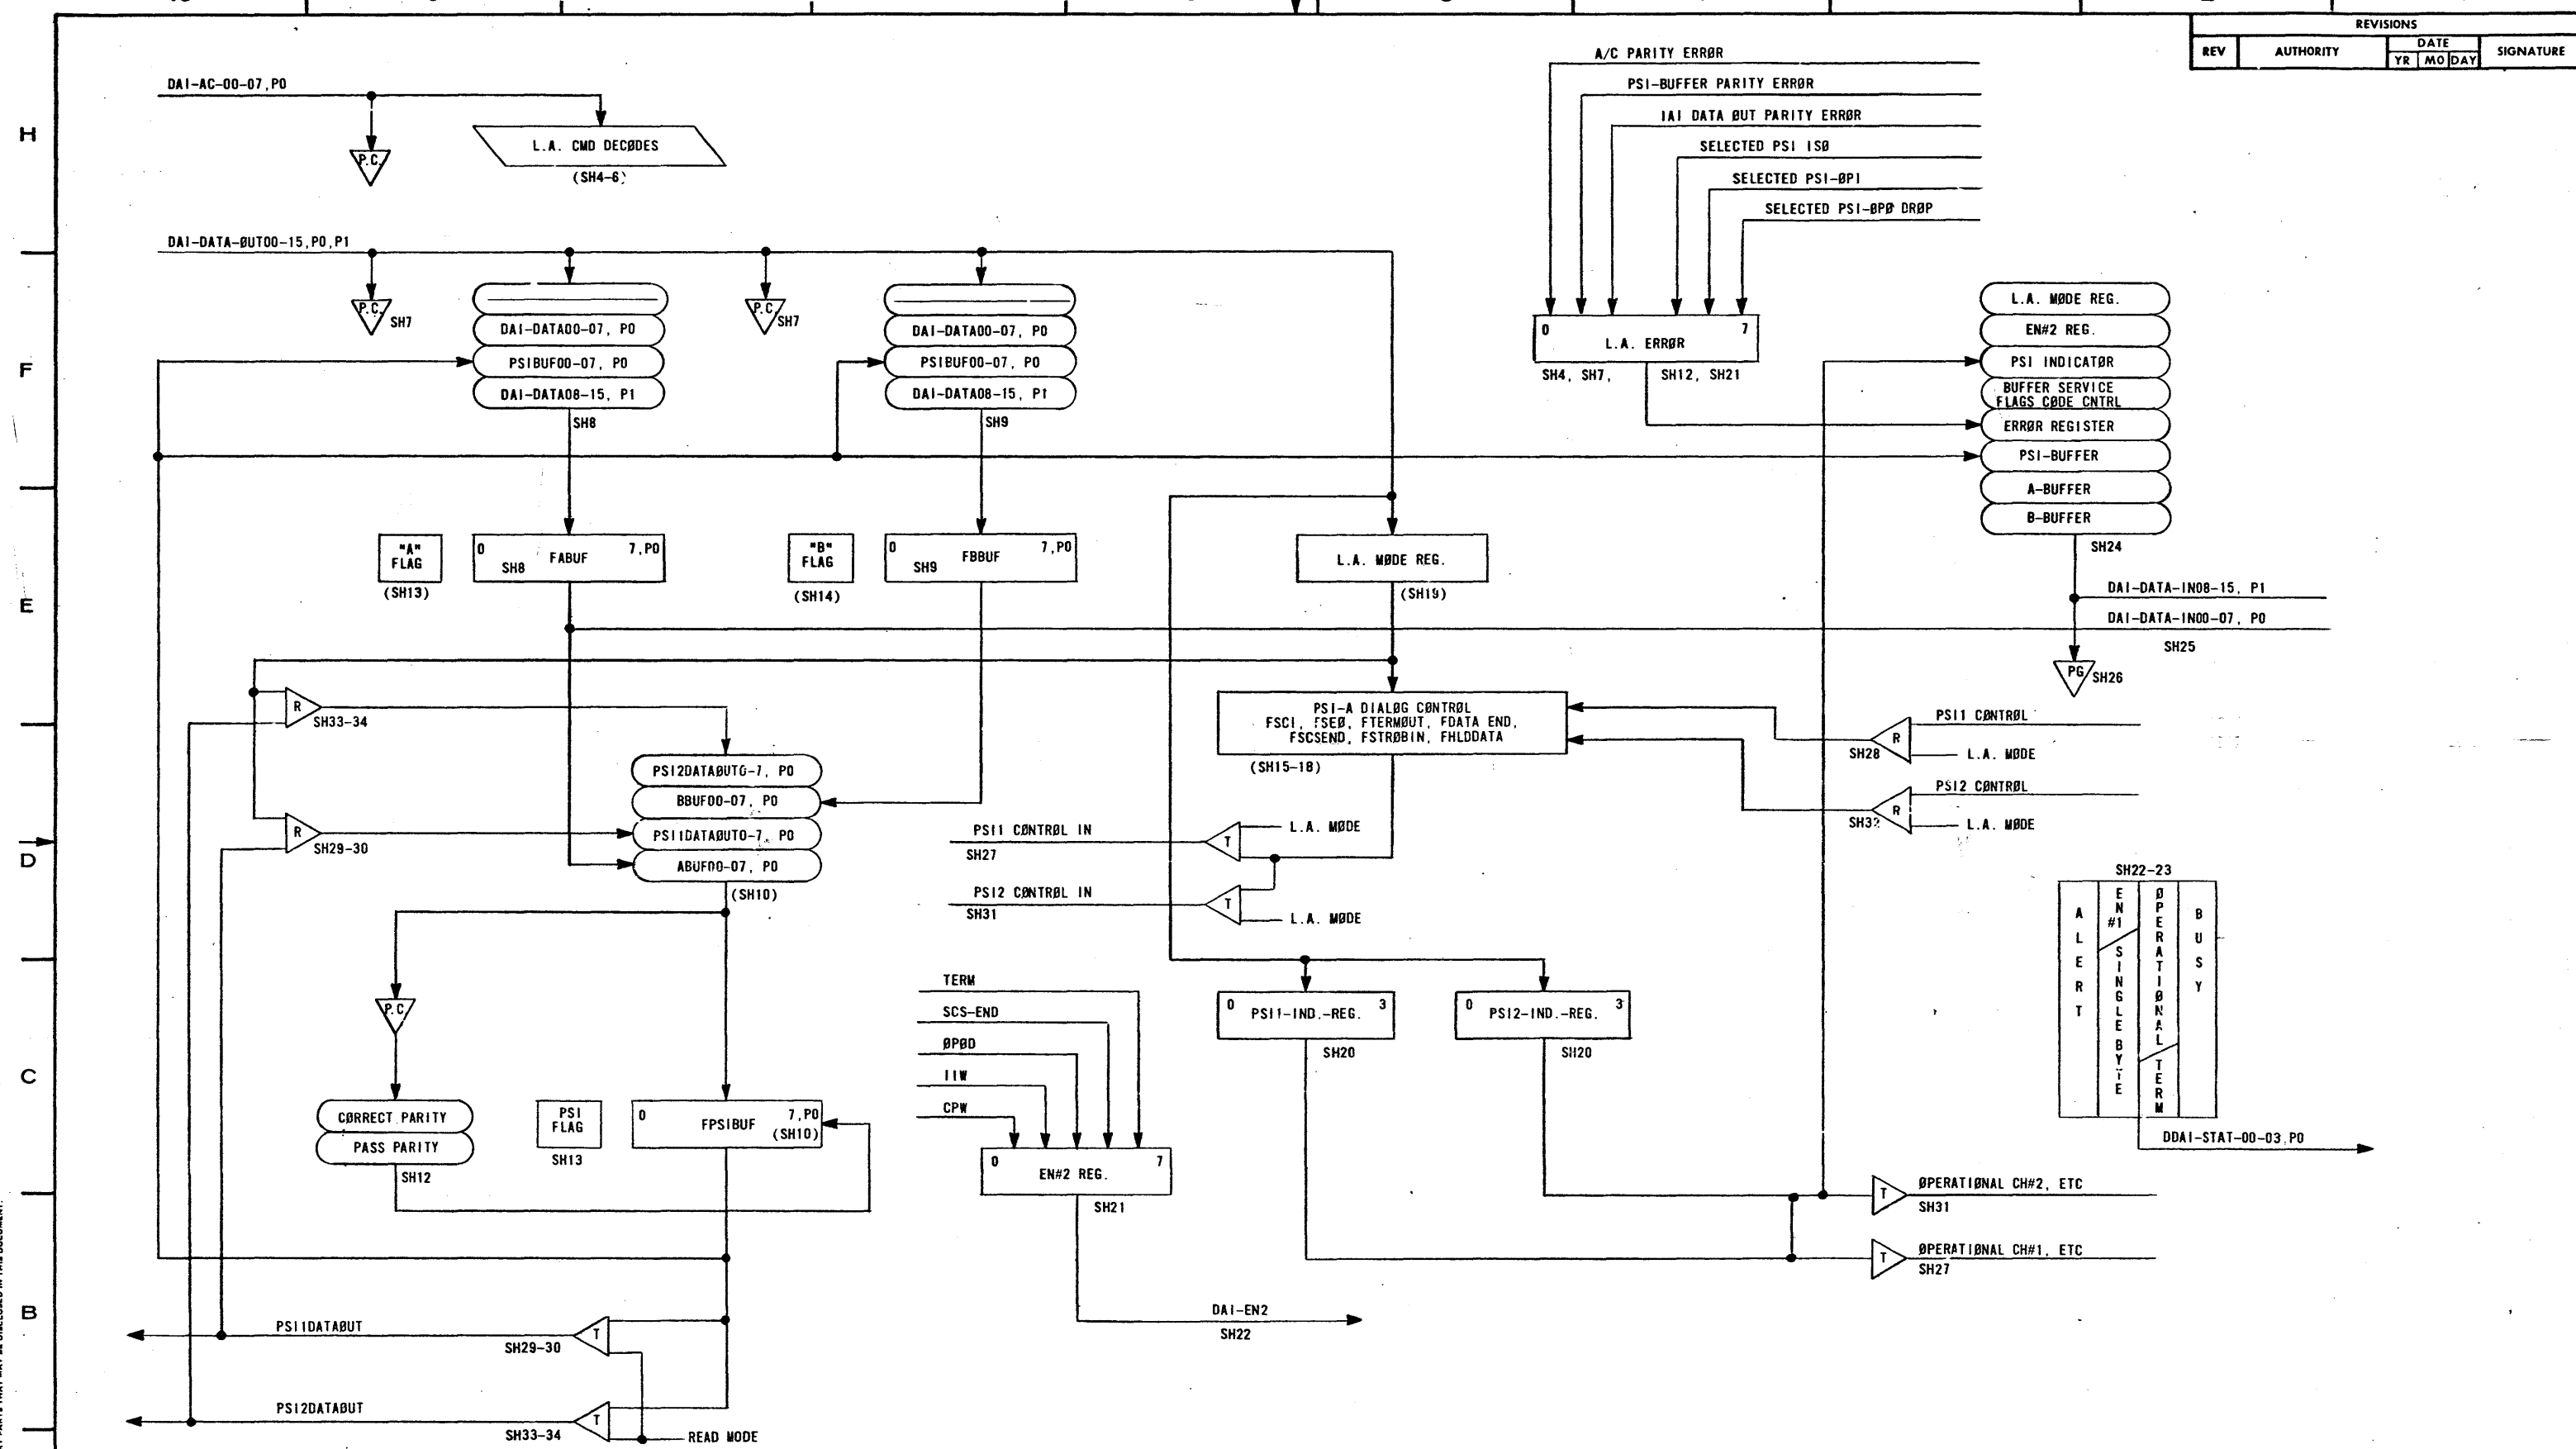 REVISIONS
REV AUTHORITY DATE SIGNATURE
YR MO DAY
H
F
E
D
C
B
DAI-AC-00-07,P0
P.C.
L.A. CMD DECØDES
(SH4-6)
A/C PARITY ERRØR
PSI-BUFFER PARITY ERRØR
IAI DATA ØUT PARITY ERRØR
SELECTED PSI ISØ
SELECTED PSI-ØPI
SELECTED PSI-ØPØ DRØP
0 7
L.A. ERRØR
SH4, SH7, SH12, SH21
DAI-DATA-ØUT00-15,P0,P1
P.C. SH7
DAI-DATA00-07, P0
PSIBUF00-07, P0
DAI-DATA08-15, P1
SH8
P.C. SH7
DAI-DATA00-07, P0
PSIBUF00-07, P0
DAI-DATA08-15, P1
SH9
L.A. MØDE REG.
EN#2 REG.
PSI INDICATØR
BUFFER SERVICE
FLAGS CØDE CNTRL
ERRØR REGISTER
PSI-BUFFER
A-BUFFER
B-BUFFER
SH24
"A"
FLAG
(SH13)
0 7,P0
FABUF
SH8
"B"
FLAG
(SH14)
0 7,P0
FBBUF
SH9
L.A. MØDE REG.
(SH19)
DAI-DATA-IN08-15, P1
DAI-DATA-IN00-07, P0
SH25
PG SH26
R
SH33-34
PSI2DATAØUT0-7, P0
BBUF00-07, P0
PSI1DATAØUT0-7, P0
ABUF00-07, P0
(SH10)
R
SH29-30
PSI-A DIALØG CØNTRØL
FSCI, FSEØ, FTERMØUT, FDATA END,
FSCSEND, FSTRØBIN, FHLDDATA
(SH15-18)
PSI1 CØNTRØL
R
SH28
L.A. MØDE
PSI2 CØNTRØL
R
SH32
L.A. MØDE
PSI1 CØNTRØL IN
SH27
T
L.A. MØDE
PSI2 CØNTRØL IN
SH31
T
L.A. MØDE
SH22-23
ALERT
EN #1
SINGLE BYTE
ØPERATIØNAL
TERM
BUSY
DDAI-STAT-00-03,P0
P.C.
CØRRECT PARITY
PASS PARITY
SH12
PSI
FLAG
SH13
0 7,P0
FPSIBUF
(SH10)
TERM
SCS-END
ØPØD
IIW
CPW
0 7
EN#2 REG.
SH21
0 3
PSI1-IND.-REG.
SH20
0 3
PSI2-IND.-REG.
SH20
T
ØPERATIØNAL CH#2, ETC
SH31
T
ØPERATIØNAL CH#1, ETC
SH27
DAI-EN2
SH22
PSI1DATAØUT
T
SH29-30
PSI2DATAØUT
T
SH33-34
READ MØDE